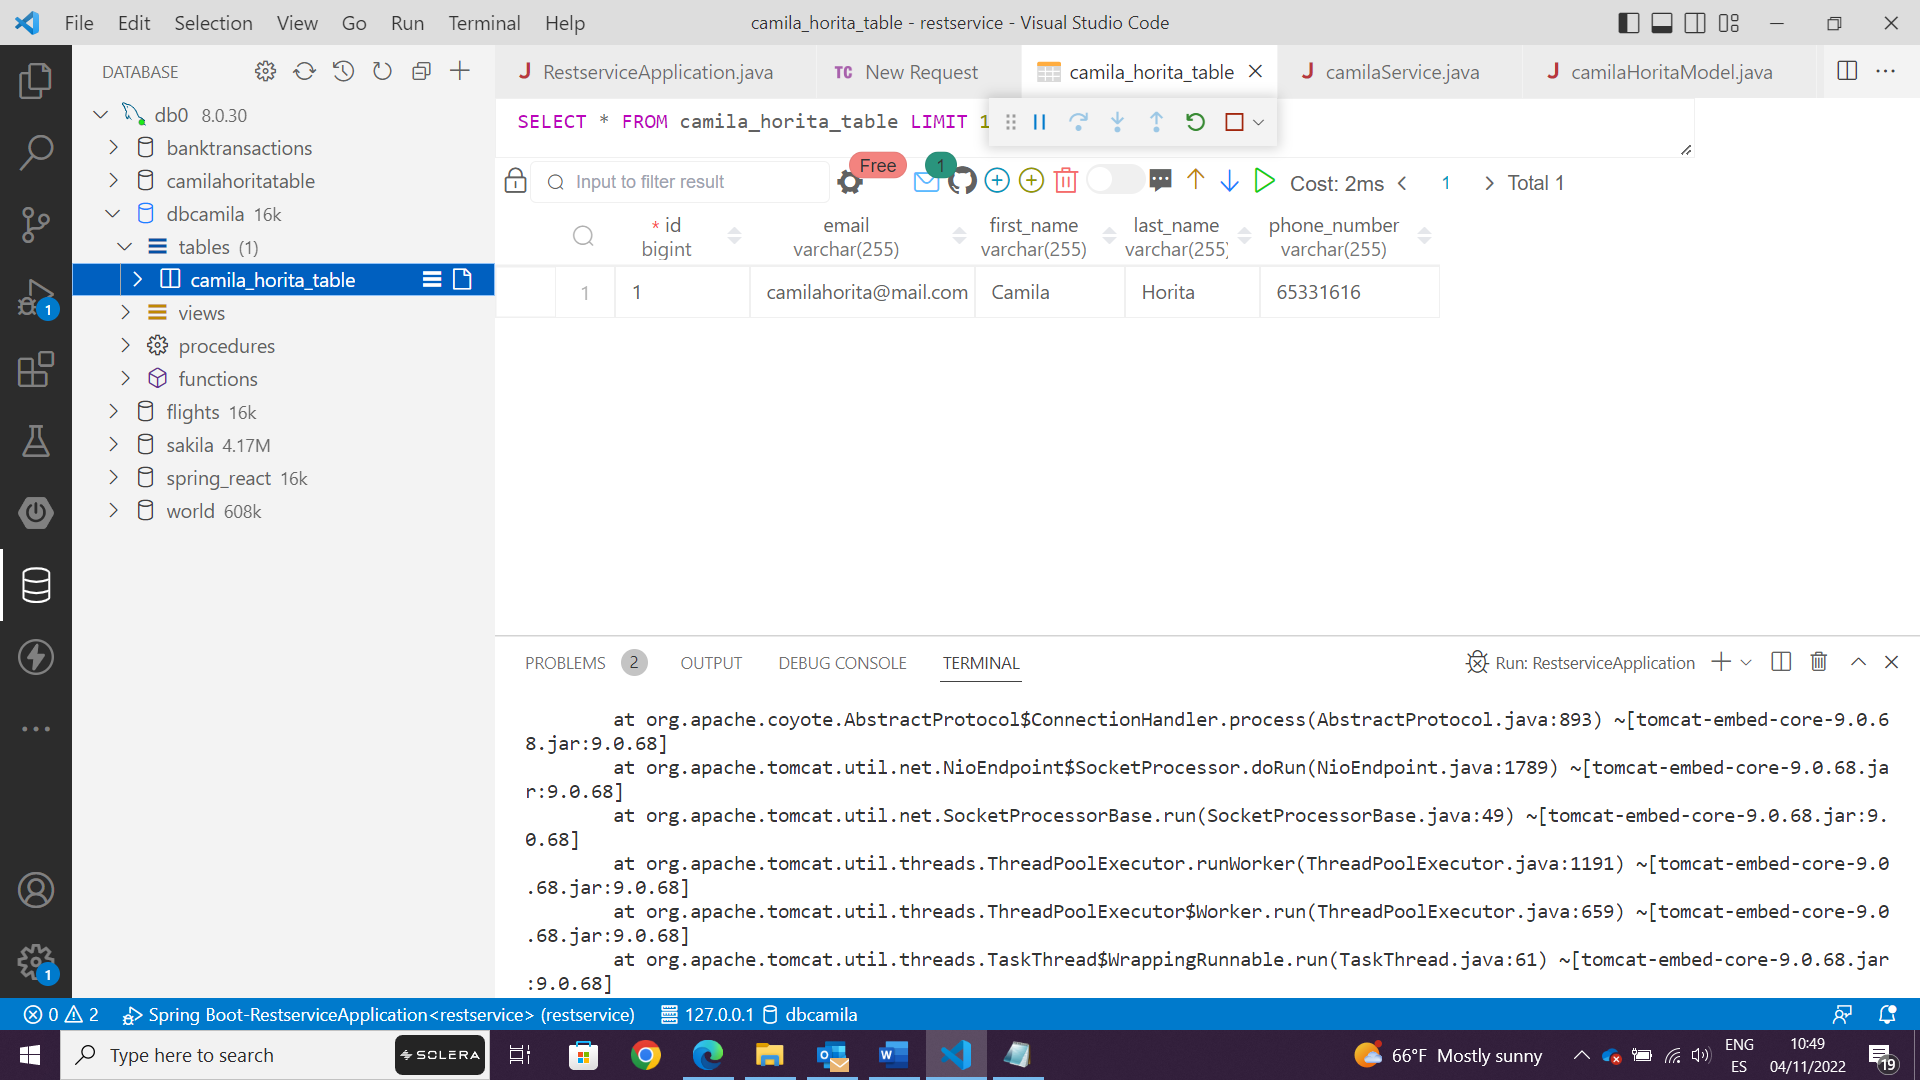 File Edit Selection View Go Run Terminal Help
camila_horita_table - restservice - Visual Studio Code
DATABASE
db0 8.0.30
banktransactions
camilahoritatable
dbcamila 16k
tables (1)
camila_horita_table
views
procedures
functions
flights 16k
sakila 4.17M
spring_react 16k
world 608k
1
1
J RestserviceApplication.java
TC New Request
camila_horita_table
J camilaService.java
J camilaHoritaModel.java
SELECT * FROM camila_horita_table LIMIT 1
Input to filter result
Free
1
Cost: 2ms
1
Total 1
* id
bigint
email
varchar(255)
first_name
varchar(255)
last_name
varchar(255)
phone_number
varchar(255)
1 1 camilahorita@mail.com Camila Horita 65331616
PROBLEMS 2 OUTPUT DEBUG CONSOLE TERMINAL
Run: RestserviceApplication
at org.apache.coyote.AbstractProtocol$ConnectionHandler.process(AbstractProtocol.java:893) ~[tomcat-embed-core-9.0.6
8.jar:9.0.68]
at org.apache.tomcat.util.net.NioEndpoint$SocketProcessor.doRun(NioEndpoint.java:1789) ~[tomcat-embed-core-9.0.68.ja
r:9.0.68]
at org.apache.tomcat.util.net.SocketProcessorBase.run(SocketProcessorBase.java:49) ~[tomcat-embed-core-9.0.68.jar:9.
0.68]
at org.apache.tomcat.util.threads.ThreadPoolExecutor.runWorker(ThreadPoolExecutor.java:1191) ~[tomcat-embed-core-9.0
.68.jar:9.0.68]
at org.apache.tomcat.util.threads.ThreadPoolExecutor$Worker.run(ThreadPoolExecutor.java:659) ~[tomcat-embed-core-9.0
.68.jar:9.0.68]
at org.apache.tomcat.util.threads.TaskThread$WrappingRunnable.run(TaskThread.java:61) ~[tomcat-embed-core-9.0.68.jar
:9.0.68]
0 2 Spring Boot-RestserviceApplication<restservice> (restservice) 127.0.0.1 dbcamila
Type here to search
SOLERA
66°F Mostly sunny
ENG
ES
10:49
04/11/2022
19